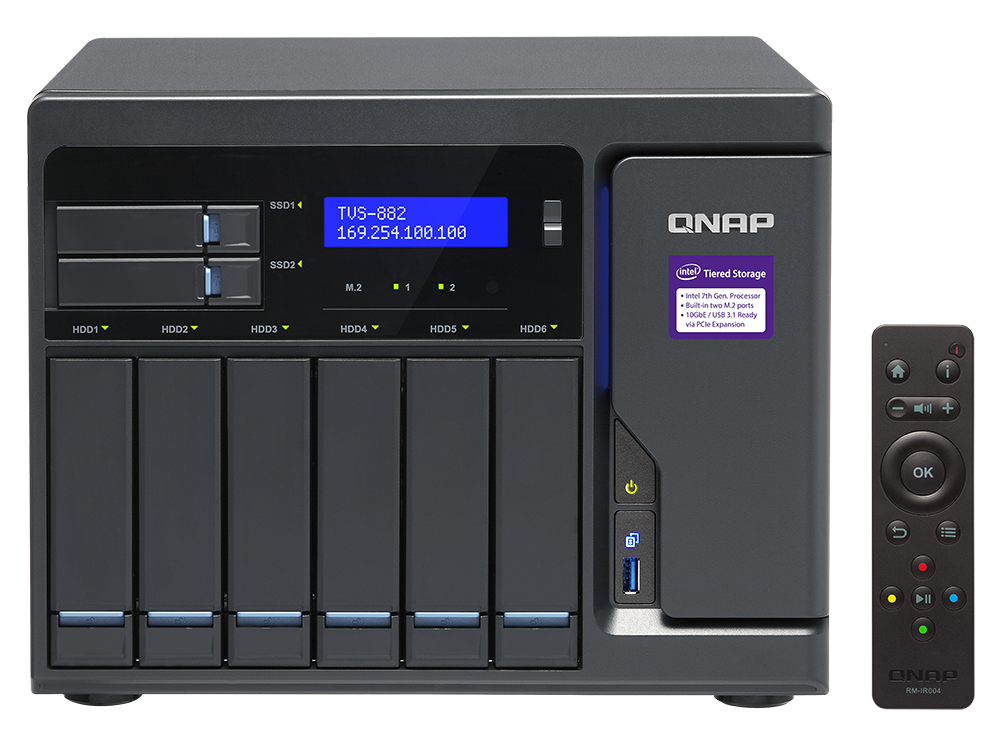 SSD1
TVS-882
169.254.100.100
SSD2
M.2 1 2
HDD1 HDD2 HDD3 HDD4 HDD5 HDD6
QNAP
intel Tiered Storage
• Intel 7th Gen. Processor
• Built-in two M.2 ports
• 10GbE / USB 3.1 Ready
via PCIe Expansion
i
OK
QNAP
RM-IR004